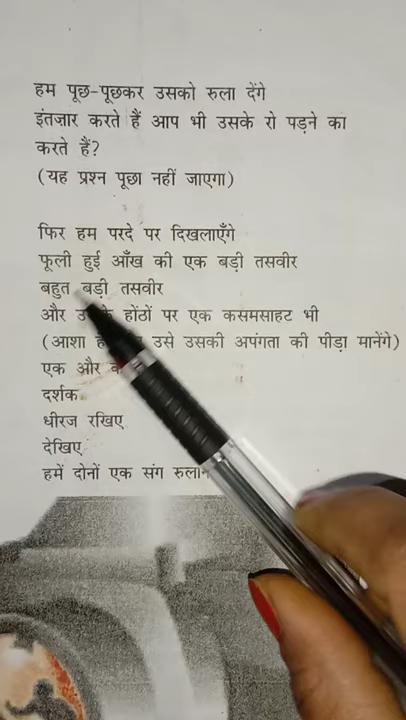 हम पूछ-पूछकर उसको रुला देंगे
इंतज़ार करते हैं आप भी उसके रो पड़ने का
करते हैं?
(यह प्रश्न पूछा नहीं जाएगा)
फिर हम परदे पर दिखलाएँगे
फूली हुई आँख की एक बड़ी तसवीर
बहुत बड़ी तसवीर
और होंठों पर एक कसमसाहट भी
(आशा उसे उसकी अपंगता की पीड़ा मानेंगे)
एक और
दर्शक
धीरज रखिए
देखिए
हमें दोनों एक संग